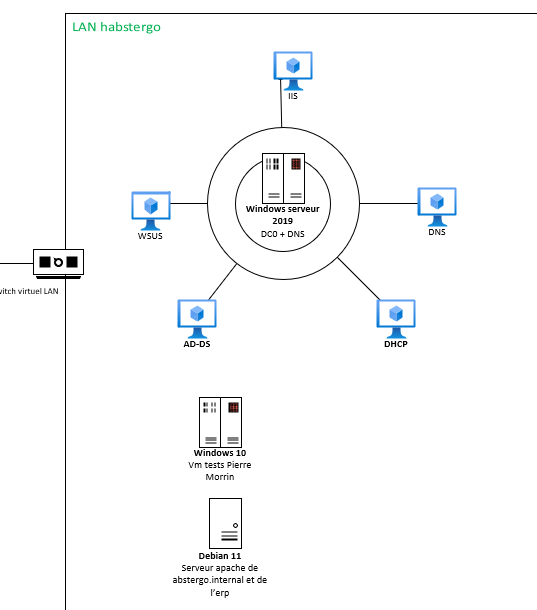 LAN habstergo
IIS
Windows serveur
2019
DC0 + DNS
WSUS
DNS
witch virtuel LAN
AD-DS
DHCP
Windows 10
Vm tests Pierre
Morrin
Debian 11
Serveur apache de
abstergo.internal et de
l'erp